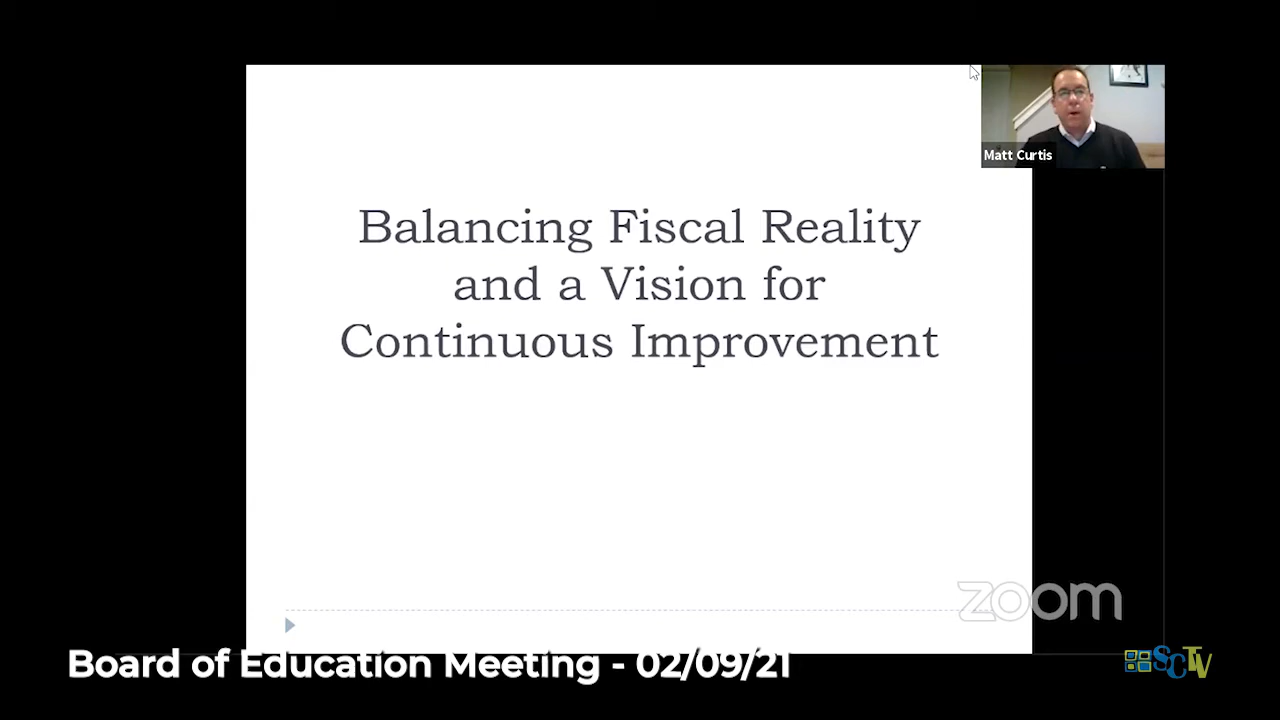 Matt Curtis
Balancing Fiscal Reality
and a Vision for
Continuous Improvement
zoom
Board of Education Meeting - 02/09/21
SCTV